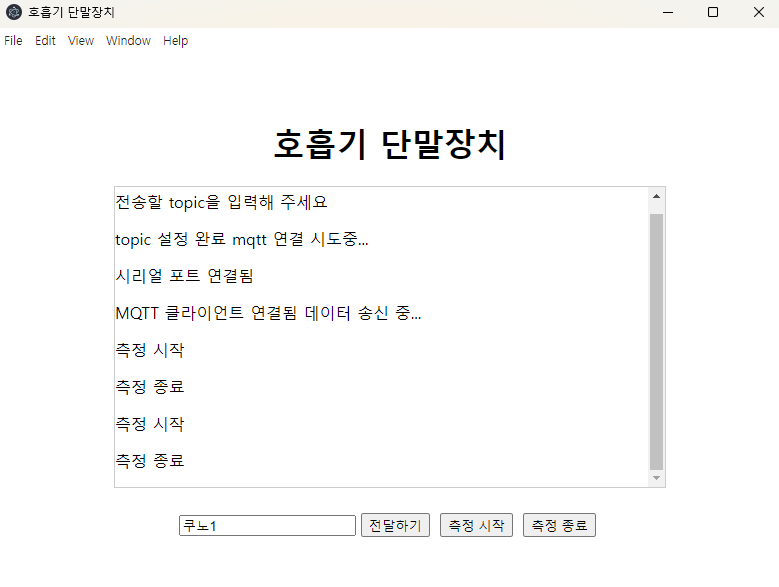 호흡기 단말장치
File Edit View Window Help
호흡기 단말장치
전송할 topic을 입력해 주세요
topic 설정 완료 mqtt 연결 시도중...
시리얼 포트 연결됨
MQTT 클라이언트 연결됨 데이터 송신 중...
측정 시작
측정 종료
측정 시작
측정 종료
쿠노1 전달하기 측정 시작 측정 종료